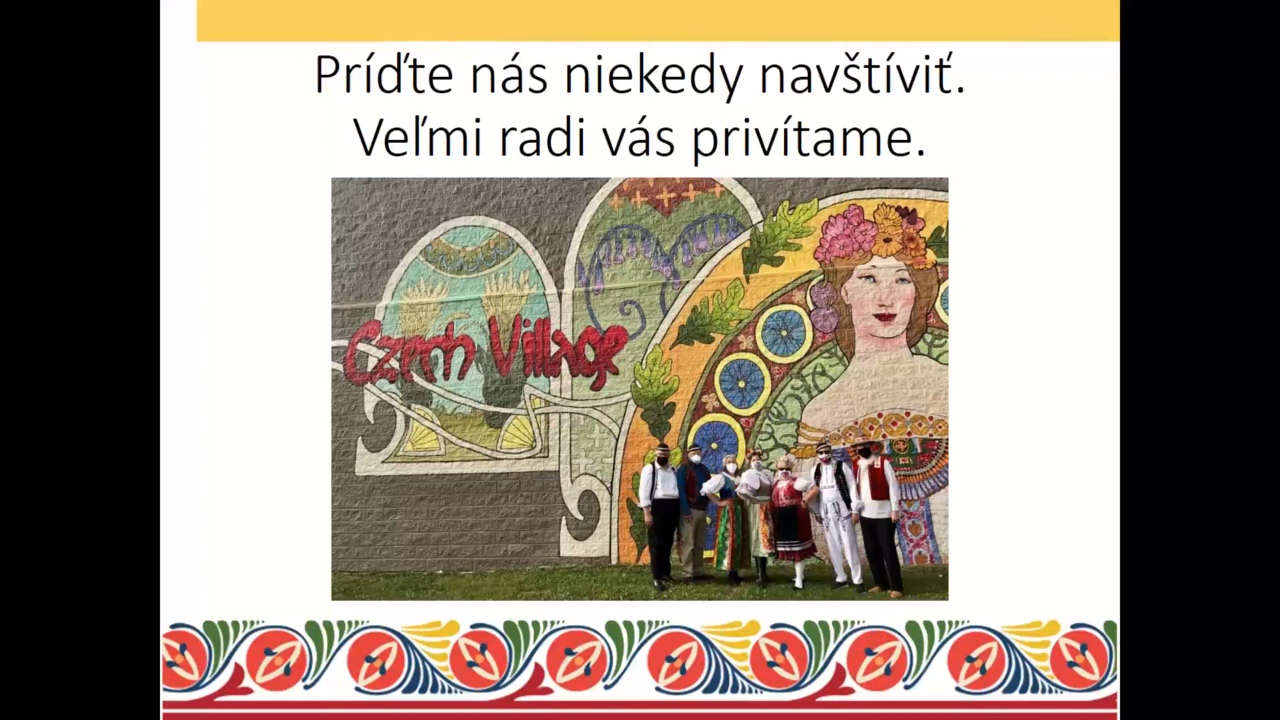 Príďte nás niekedy navštíviť.
Veľmi radi vás privítame.
Czech Village